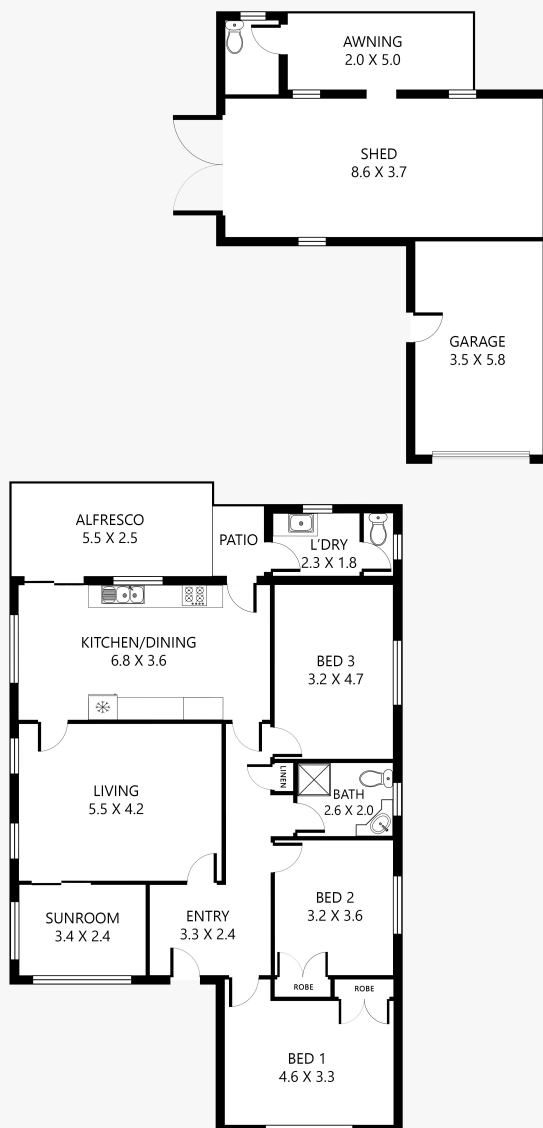 AWNING
2.0 X 5.0
SHED
8.6 X 3.7
GARAGE
3.5 X 5.8
ALFRESCO
5.5 X 2.5
PATIO
L'DRY
2.3 X 1.8
KITCHEN/DINING
6.8 X 3.6
BED 3
3.2 X 4.7
LIVING
5.5 X 4.2
LINEN
BATH
2.6 X 2.0
SUNROOM
3.4 X 2.4
ENTRY
3.3 X 2.4
BED 2
3.2 X 3.6
ROBE
ROBE
BED 1
4.6 X 3.3